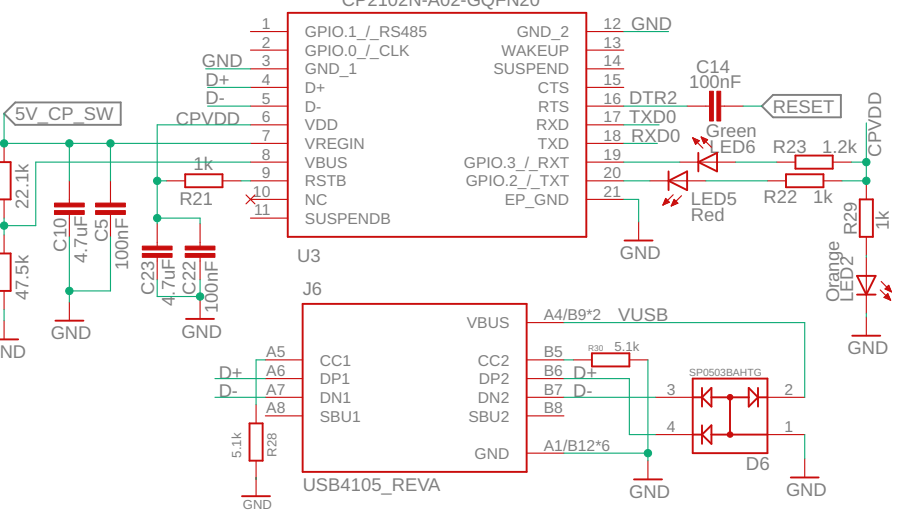 CP2102N-A02-GQFN20
1 GPIO.1_/_RS485 GND_2 12 GND
2 GPIO.0_/_CLK WAKEUP 13
GND 3 GND_1 SUSPEND 14
D+ 4 D+ CTS 15
D- 5 D- RTS 16 DTR2
CPVDD 6 VDD RXD 17 TXD0
7 VREGIN TXD 18 RXD0
8 VBUS GPIO.3_/_RXT 19
9 RSTB GPIO.2_/_TXT 20
10 NC EP_GND 21
11 SUSPENDB
U3
5V_CP_SW
1k
R21
22.1k
47.5k
C10
4.7uF
C5
100nF
C23
4.7uF
C22
100nF
GND
GND
ND
C14
100nF
RESET
CPVDD
Green
LED6
R23 1.2k
LED5
Red
R22 1k
R29
1k
Orange
LED2
GND
GND
J6
VBUS A4/B9*2 VUSB
A5 CC1 CC2 B5 R30 5.1k
D+ A6 DP1 DP2 B6 D+
D- A7 DN1 DN2 B7 D-
A8 SBU1 SBU2 B8
GND A1/B12*6
USB4105_REVA
5.1k
R28
GND
GND
SP0503BAHTG
3 2
4 1
D6
GND